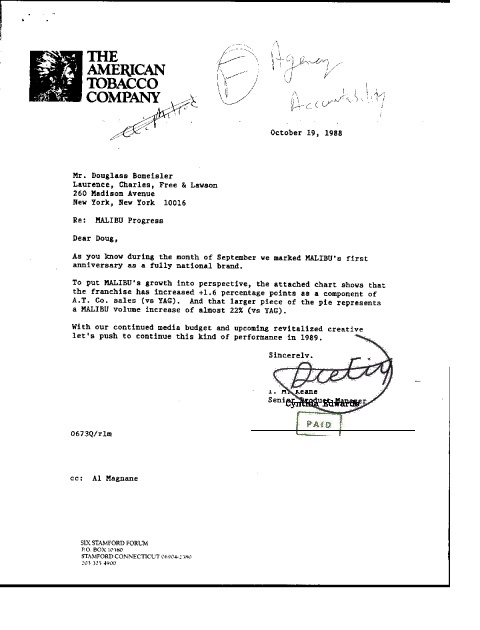 THE
AMERICAN
TOBACCO
COMPANY
F
Agency
Accountability
October 19, 1988
Mr. Douglass Bomeisler
Laurence, Charles, Free & Lawson
260 Madison Avenue
New York, New York 10016
Re: MALIBU Progress
Dear Doug,
As you know during the month of September we marked MALIBU's first
anniversary as a fully national brand.
To put MALIBU's growth into perspective, the attached chart shows that
the franchise has increased +1.6 percentage points as a component of
A.T. Co. sales (vs YAG). And that larger piece of the pie represents
a MALIBU volume increase of almost 22% (vs YAG).
With our continued media budget and upcoming revitalized creative
let's push to continue this kind of performance in 1989.
Sincerely,
Keane
Senior Product Manager
Cynthia Edwards
PAID
0673Q/rlm
cc: Al Magnane
SIX STAMFORD FORUM
P.O. BOX 10380
STAMFORD CONNECTICUT 06904-2380
203 325-4900